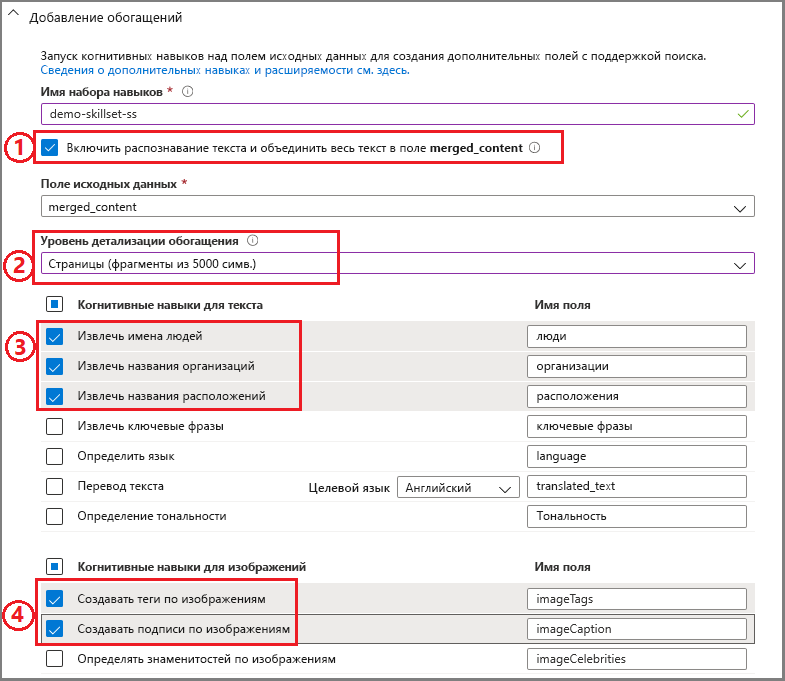 Добавление обогащений
Запуск когнитивных навыков над полем исходных данных для создания дополнительных полей с поддержкой поиска.
Сведения о дополнительных навыках и расширяемости см. здесь.
Имя набора навыков *
demo-skillset-ss
1 Включить распознавание текста и объединить весь текст в поле merged_content
Поле исходных данных *
merged_content
Уровень детализации обогащения
2 Страницы (фрагменты из 5000 симв.)
Когнитивные навыки для текста Имя поля
Извлечь имена людей люди
3 Извлечь названия организаций организации
Извлечь названия расположений расположения
Извлечь ключевые фразы ключевые фразы
Определить язык language
Перевод текста Целевой язык Английский translated_text
Определение тональности Тональность
Когнитивные навыки для изображений Имя поля
Создавать теги по изображениям imageTags
4 Создавать подписи по изображениям imageCaption
Определять знаменитостей по изображениям imageCelebrities